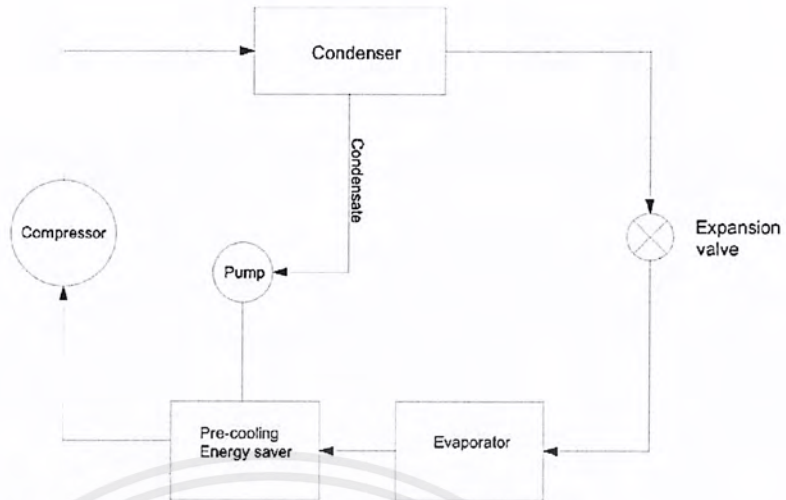 Condenser
Condensate
Compressor
Pump
Expansion
valve
Pre-cooling
Energy saver
Evaporator